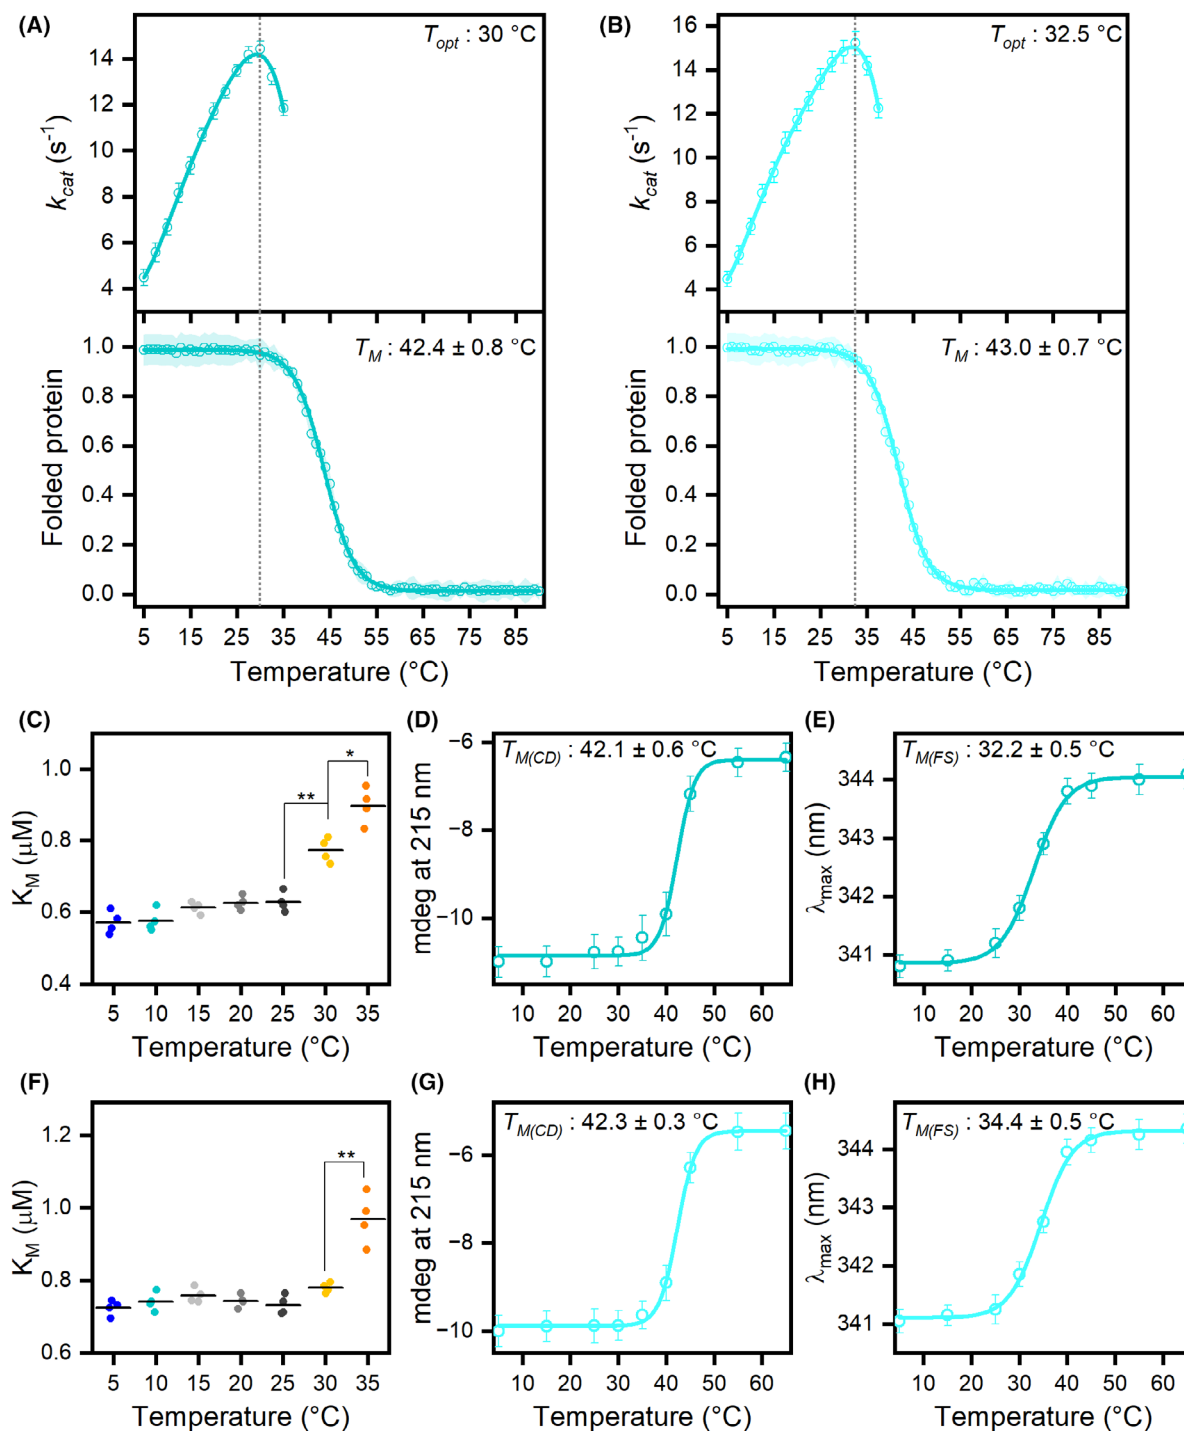 (A)
T_opt : 30 °C
14
12
10
8
6
4
k_cat (s⁻¹)
T_M : 42.4 ± 0.8 °C
1.0
0.8
0.6
0.4
0.2
0.0
Folded protein
5 15 25 35 45 55 65 75 85
Temperature (°C)
(B)
T_opt : 32.5 °C
16
14
12
10
8
6
4
k_cat (s⁻¹)
T_M : 43.0 ± 0.7 °C
1.0
0.8
0.6
0.4
0.2
0.0
Folded protein
5 15 25 35 45 55 65 75 85
Temperature (°C)
(C)
1.0
0.8
0.6
0.4
K_M (μM)
**
*
5 10 15 20 25 30 35
Temperature (°C)
(D)
T_M(CD) : 42.1 ± 0.6 °C
−6
−8
−10
mdeg at 215 nm
10 20 30 40 50 60
Temperature (°C)
(E)
T_M(FS) : 32.2 ± 0.5 °C
344
343
342
341
λ_max (nm)
10 20 30 40 50 60
Temperature (°C)
(F)
1.2
1.0
0.8
0.6
K_M (μM)
**
5 10 15 20 25 30 35
Temperature (°C)
(G)
T_M(CD) : 42.3 ± 0.3 °C
−6
−8
−10
mdeg at 215 nm
10 20 30 40 50 60
Temperature (°C)
(H)
T_M(FS) : 34.4 ± 0.5 °C
344
343
342
341
λ_max (nm)
10 20 30 40 50 60
Temperature (°C)